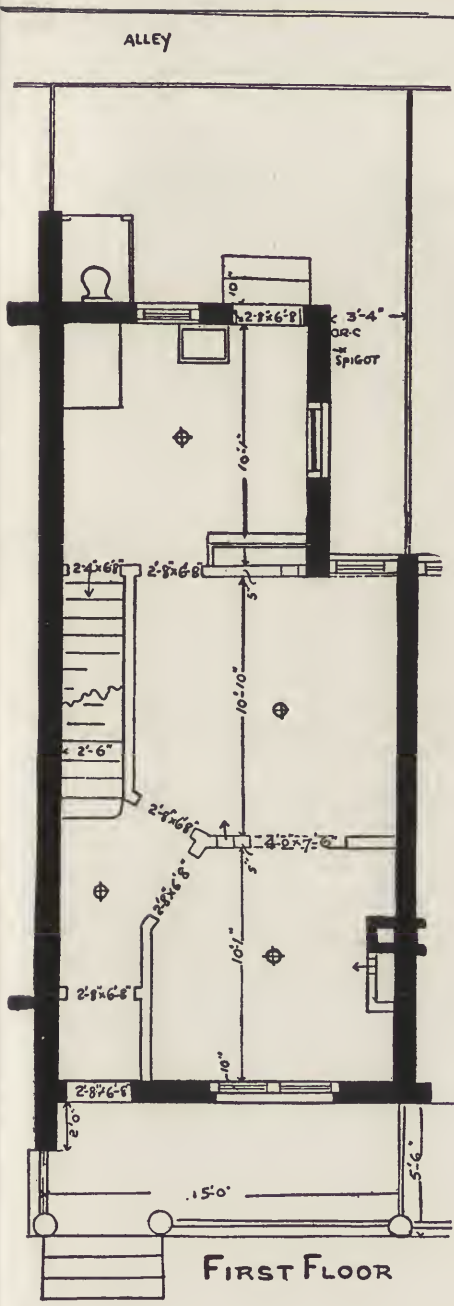 ALLEY
10"
2'-8"x6'-8"
3'-4"
OR C
SPIGOT
10'-1"
2'-4"x6'8"
2'-8"x6'-8"
5"
10'-10"
2'-6"
2'-8"x6'8"
4'-0"x7'-6"
5"
2'-8"x6'8"
10'-1"
2'-8"x6'-8"
10"
2'-8"x6'-8"
2'0"
5'-6"
15'-0"
FIRST FLOOR